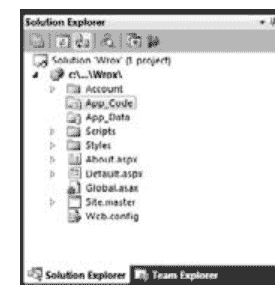 Solution Explorer
Solution 'Wrox' (1 project)
c:\...\Wrox\
Account
App_Code
App_Data
Scripts
Styles
About.aspx
Default.aspx
Global.asax
Site.master
Web.config
Solution Explorer Team Explorer